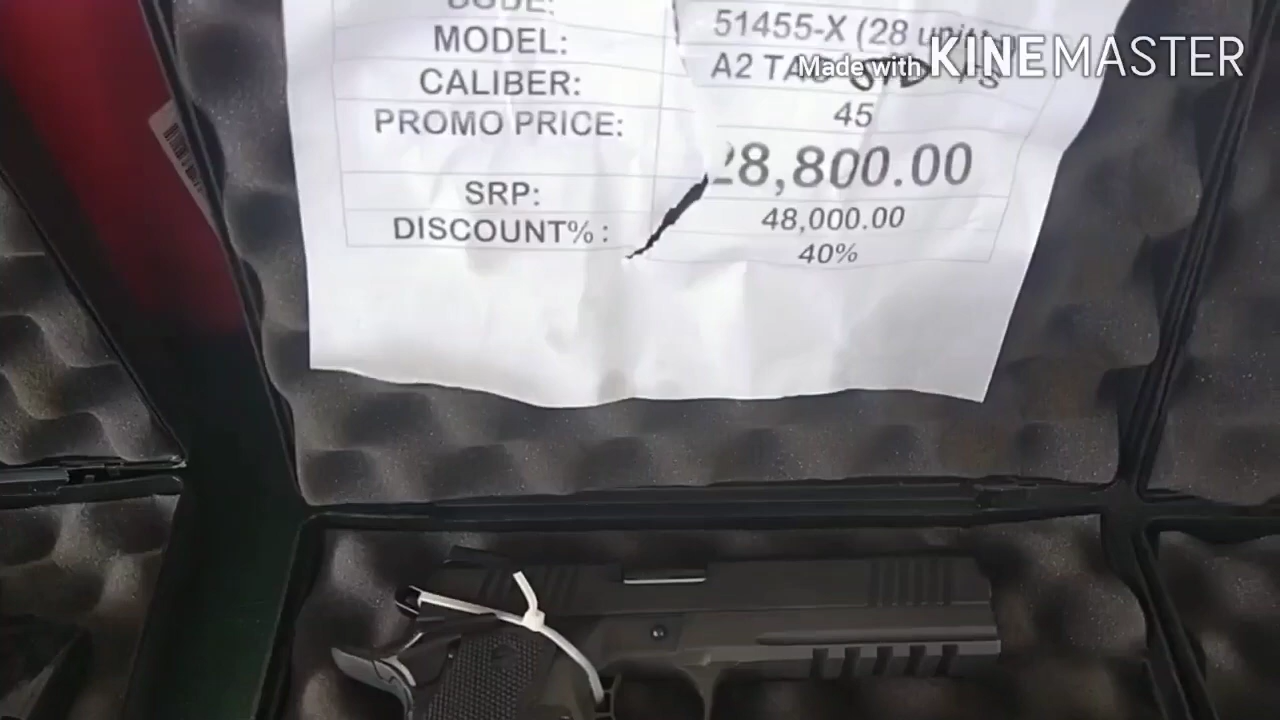 MODEL:
CALIBER:
PROMO PRICE:
SRP:
DISCOUNT% :
51455-X (28
A2
45
28,800.00
48,000.00
40%
Made with KINEMASTER